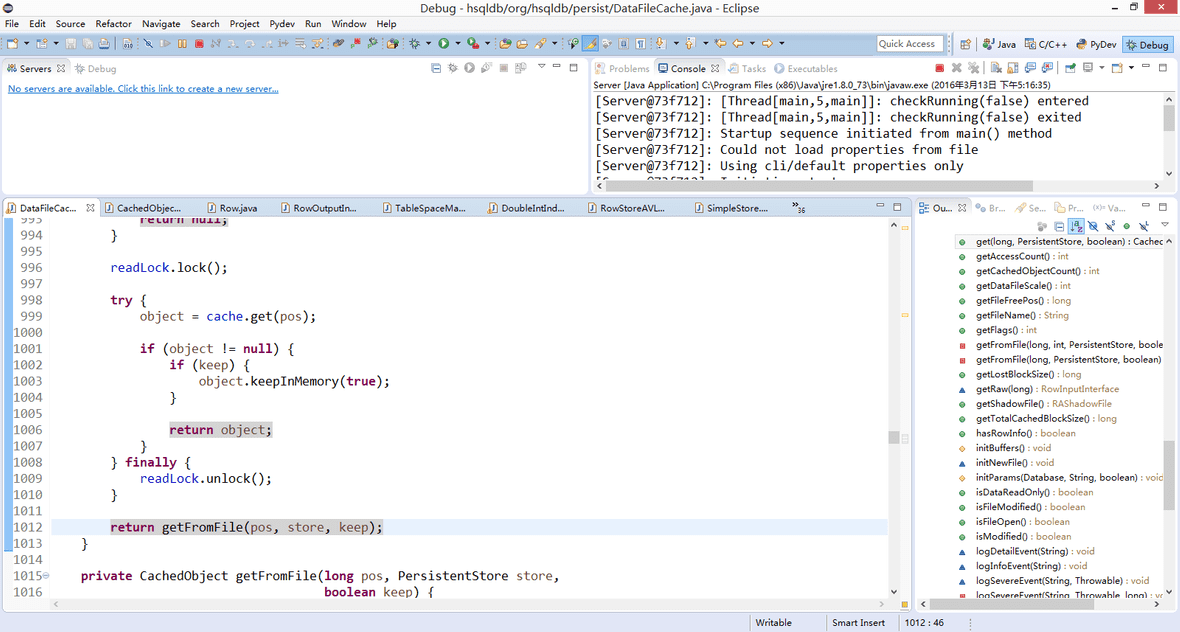 Debug - hsqldb/org/hsqldb/persist/DataFileCache.java - Eclipse
File Edit Source Refactor Navigate Search Project Pydev Run Window Help
Quick Access Java C/C++ PyDev Debug
Servers Debug
No servers are available. Click this link to create a new server...
Problems Console Tasks Executables
Server [Java Application] C:\Program Files (x86)\Java\jre1.8.0_73\bin\javaw.exe (2016年3月13日 下午5:16:35)
[Server@73f712]: [Thread[main,5,main]]: checkRunning(false) entered
[Server@73f712]: [Thread[main,5,main]]: checkRunning(false) exited
[Server@73f712]: Startup sequence initiated from main() method
[Server@73f712]: Could not load properties from file
[Server@73f712]: Using cli/default properties only
DataFileCac... CachedObjec... Row.java RowOutputIn... TableSpaceMa... DoubleIntInd... RowStoreAVL... SimpleStore.... »36
993 return null;
994 }
995
996 readLock.lock();
997
998 try {
999 object = cache.get(pos);
1000
1001 if (object != null) {
1002 if (keep) {
1003 object.keepInMemory(true);
1004 }
1005
1006 return object;
1007 }
1008 } finally {
1009 readLock.unlock();
1010 }
1011
1012 return getFromFile(pos, store, keep);
1013 }
1014
1015 private CachedObject getFromFile(long pos, PersistentStore store,
1016 boolean keep) {
Ou... Br... Se... Pr... (x)= Va...
get(long, PersistentStore, boolean) : Cachec
getAccessCount() : int
getCachedObjectCount() : int
getDataFileScale() : int
getFileFreePos() : long
getFileName() : String
getFlags() : int
getFromFile(long, int, PersistentStore, boole
getFromFile(long, PersistentStore, boolean)
getLostBlockSize() : long
getRaw(long) : RowInputInterface
getShadowFile() : RAShadowFile
getTotalCachedBlockSize() : long
hasRowInfo() : boolean
initBuffers() : void
initNewFile() : void
initParams(Database, String, boolean) : void
isDataReadOnly() : boolean
isFileModified() : boolean
isFileOpen() : boolean
isModified() : boolean
logDetailEvent(String) : void
logInfoEvent(String) : void
logSevereEvent(String, Throwable) : void
logSevereEvent(String, Throwable, long) : vo
Writable Smart Insert 1012 : 46